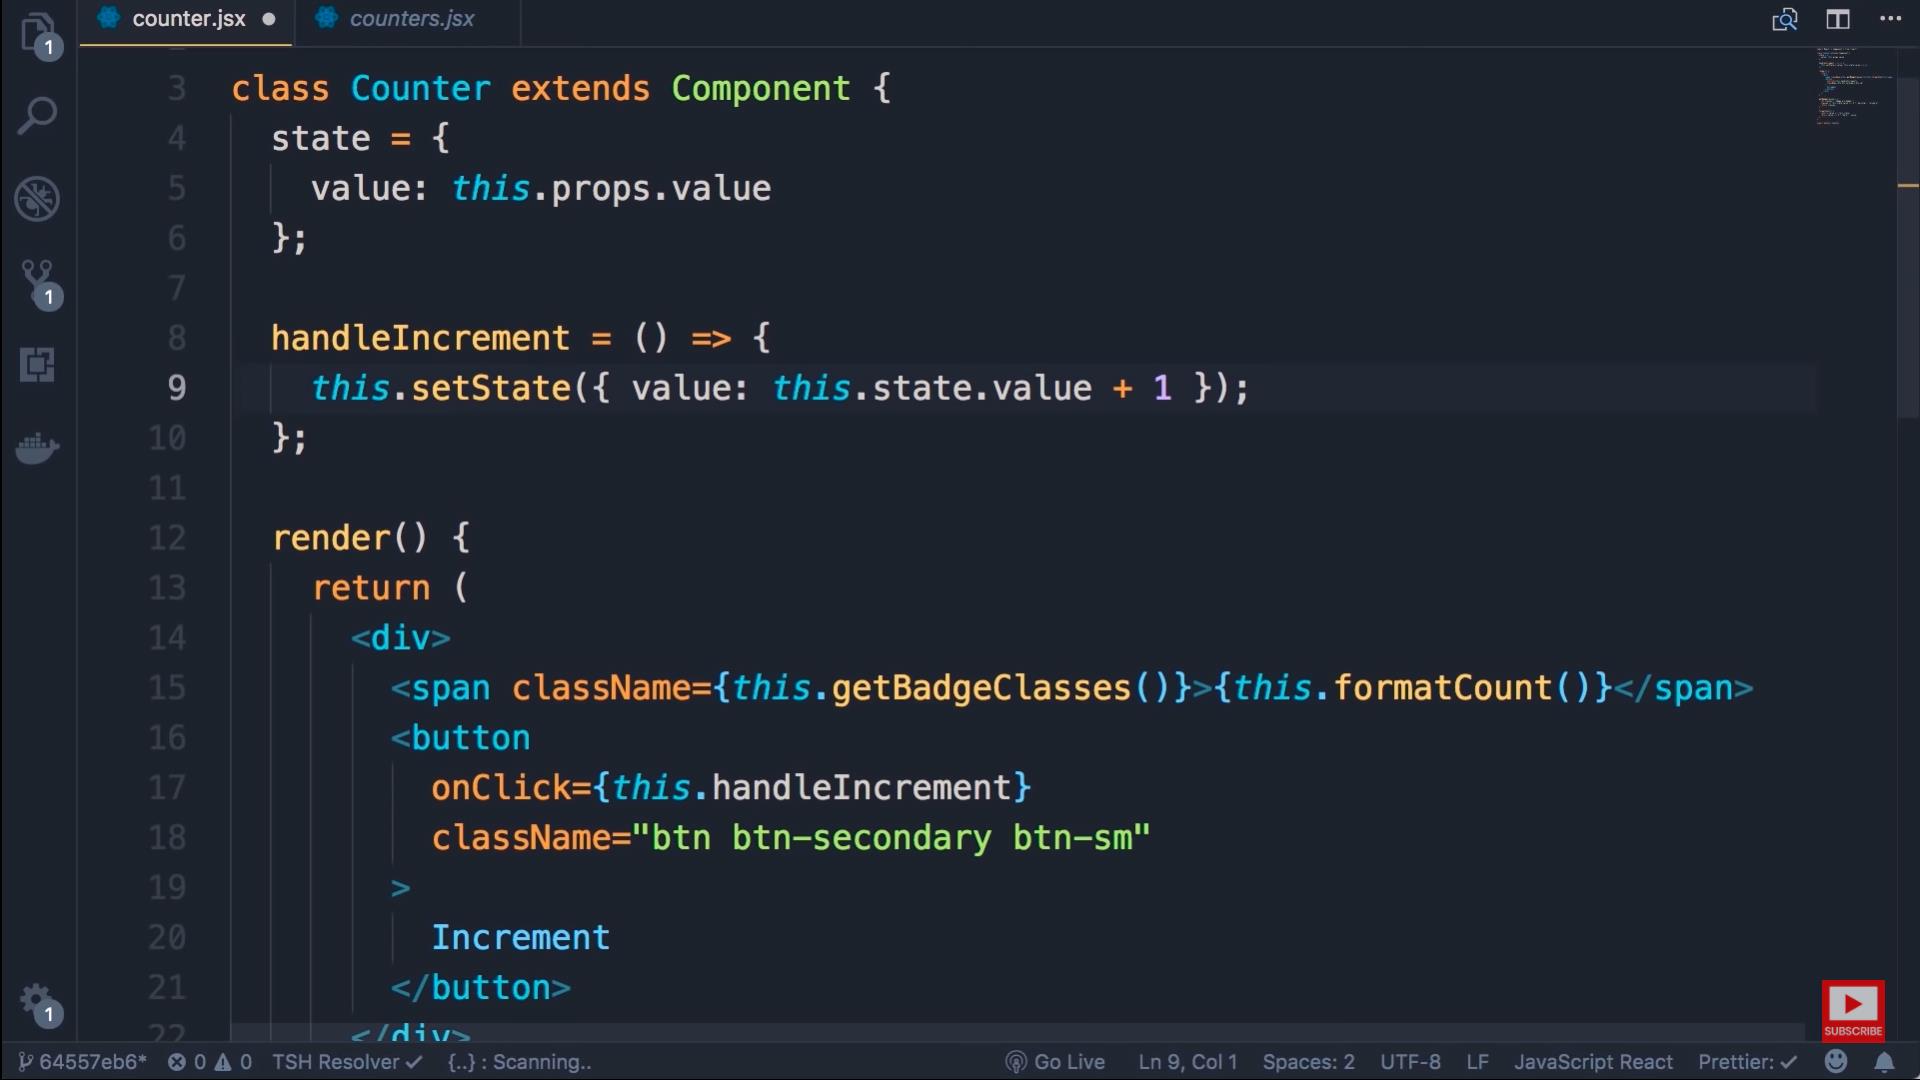 counter.jsx
counters.jsx
1
3 class Counter extends Component {
4 state = {
5 value: this.props.value
6 };
7
8 handleIncrement = () => {
9 this.setState({ value: this.state.value + 1 });
10 };
11
12 render() {
13 return (
14 <div>
15 <span className={this.getBadgeClasses()}>{this.formatCount()}</span>
16 <button
17 onClick={this.handleIncrement}
18 className="btn btn-secondary btn-sm"
19 >
20 Increment
21 </button>
22 </div>
1
1
SUBSCRIBE
64557eb6* 0 0 TSH Resolver ✓ {..} : Scanning.. Go Live Ln 9, Col 1 Spaces: 2 UTF-8 LF JavaScript React Prettier: ✓